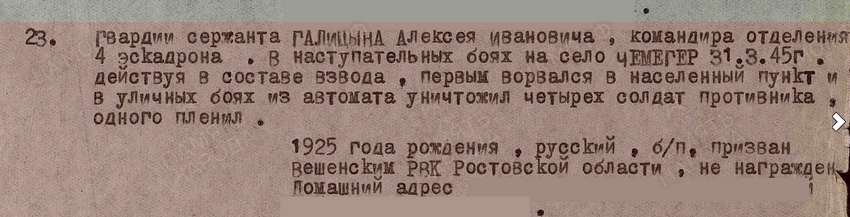 23. Гвардии сержанта ГАЛИЦЫНА Алексея Ивановича , командира отделения
4 эскадрона . В наступательных боях на село ЧЕМЕГЕР 31.3.45г .
действуя в составе взвода , первым ворвался в населенный пункт и
в уличных боях из автомата уничтожил четырех солдат противника ,
одного пленил .
1925 года рождения , русский , б/п, призван
Вешенским РВК Ростовской области , не награжден.
Домашний адрес